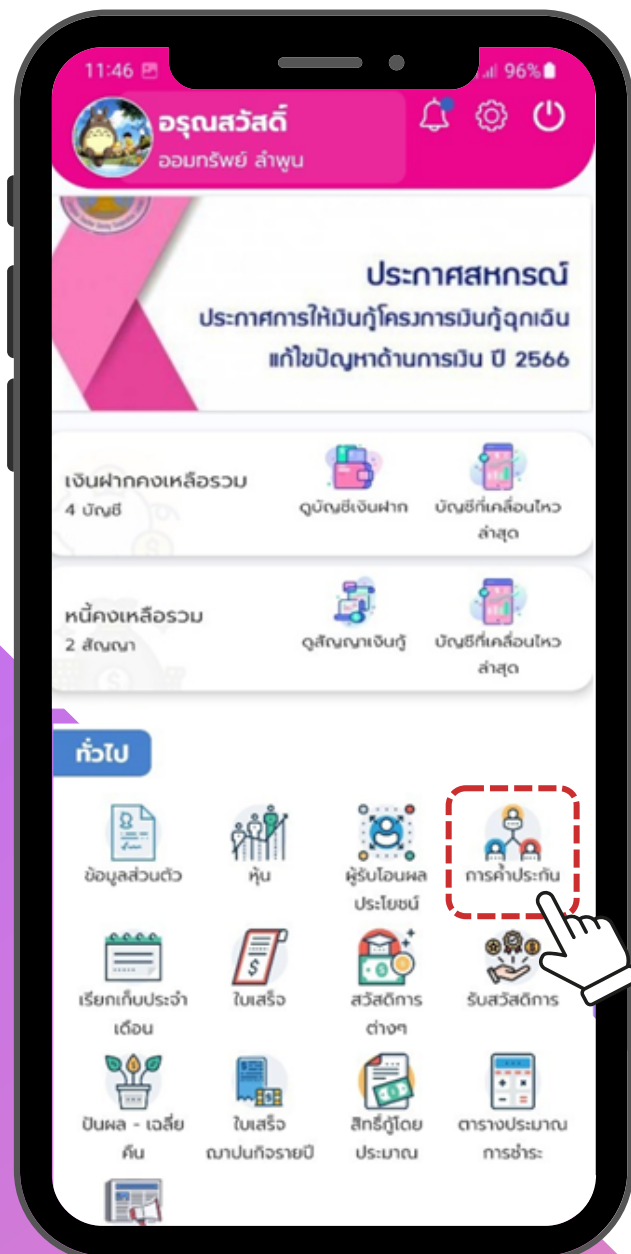 11:46
96%
อรุณสวัสดิ์
ออมทรัพย์ ลำพูน
ประกาศสหกรณ์
ประกาศการให้เงินกู้โครงการเงินกู้ฉุกเฉิน
แก้ไขปัญหาด้านการเงิน ปี 2566
เงินฝากคงเหลือรวม
4 บัญชี
ดูบัญชีเงินฝาก
บัญชีที่เคลื่อนไหว
ล่าสุด
หนี้คงเหลือรวม
2 สัญญา
ดูสัญญาเงินกู้
บัญชีที่เคลื่อนไหว
ล่าสุด
ทั่วไป
ข้อมูลส่วนตัว
หุ้น
ผู้รับโอนผล
ประโยชน์
การค้ำประกัน
เรียกเก็บประจำ
เดือน
ใบเสร็จ
สวัสดิการ
ต่างๆ
รับสวัสดิการ
ปันผล - เฉลี่ย
คืน
ใบเสร็จ
ฌาปนกิจรายปี
สิทธิ์กู้โดย
ประมาณ
ตารางประมาณ
การชำระ